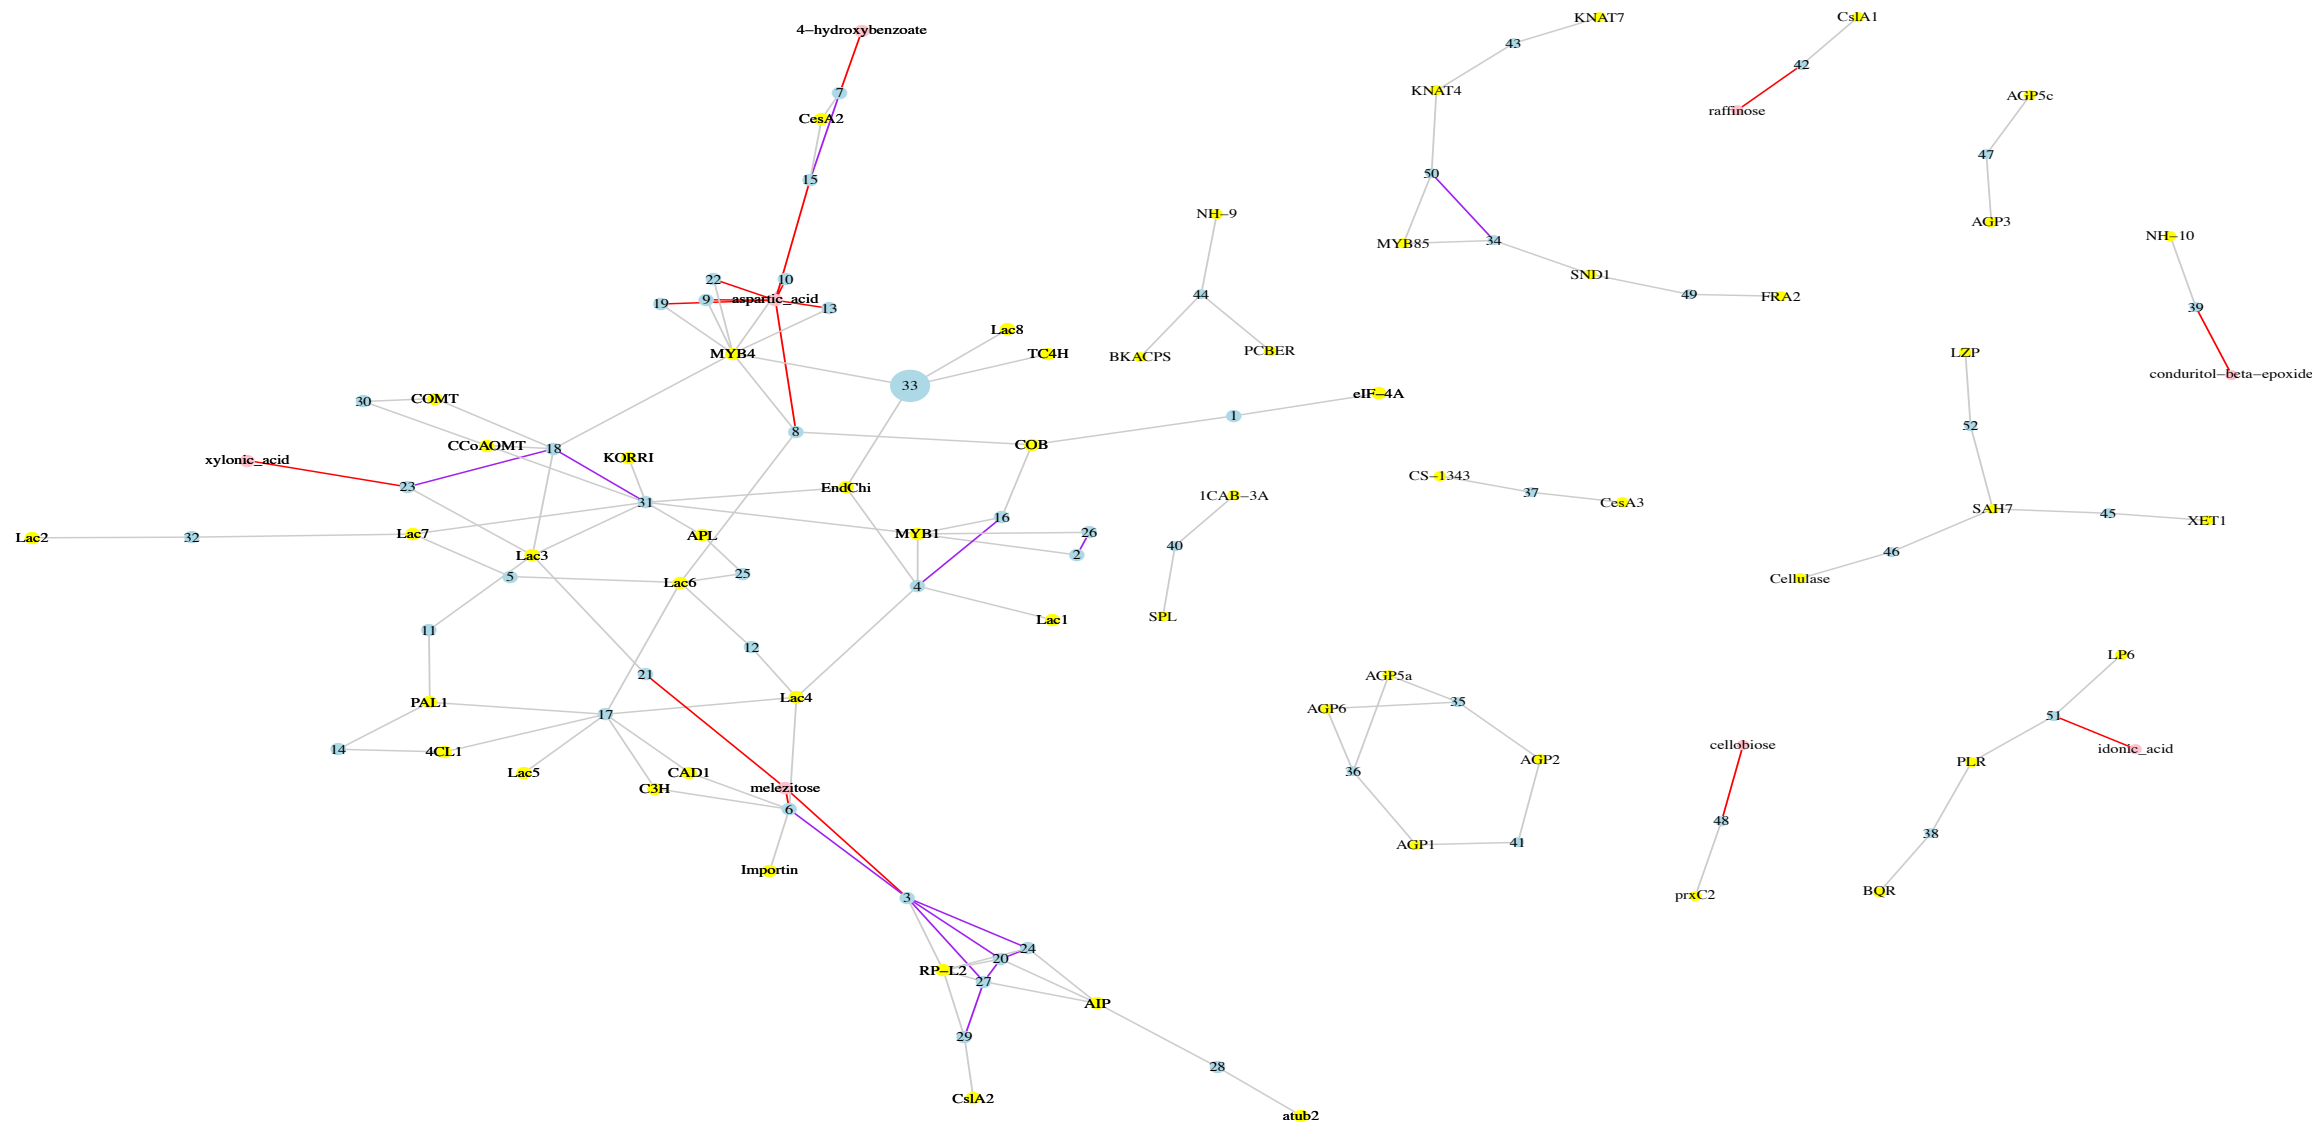 KNAT7
CslA1
4−hydroxybenzoate
43
42
KNAT4
7
AGP5c
raffinose
CesA2
47
50
15
NH−9
AGP3
NH−10
MYB85
34
SND1
22
10
44
49
FRA2
19
9
aspartic_acid
13
39
Lac8
MYB4
TC4H
BKACPS
PCBER
LZP
conduritol−beta−epoxide
33
eIF−4A
30
COMT
1
52
8
CCoAOMT
18
COB
xylonic_acid
KORRI
CS−1343
23
EndChi
1CAB−3A
37
CesA3
31
SAH7
45
XET1
16
Lac2
32
Lac7
APL
MYB1
26
2
40
46
Lac3
5
Lac6
25
4
Cellulase
11
Lac1
SPL
12
LP6
21
AGP5a
PAL1
Lac4
35
AGP6
17
51
14
4CL1
cellobiose
idonic_acid
Lac5
CAD1
36
AGP2
PLR
C3H
melezitose
6
48
38
AGP1
41
Importin
3
prxC2
BQR
24
20
RP−L2
27
AIP
29
28
CslA2
atub2